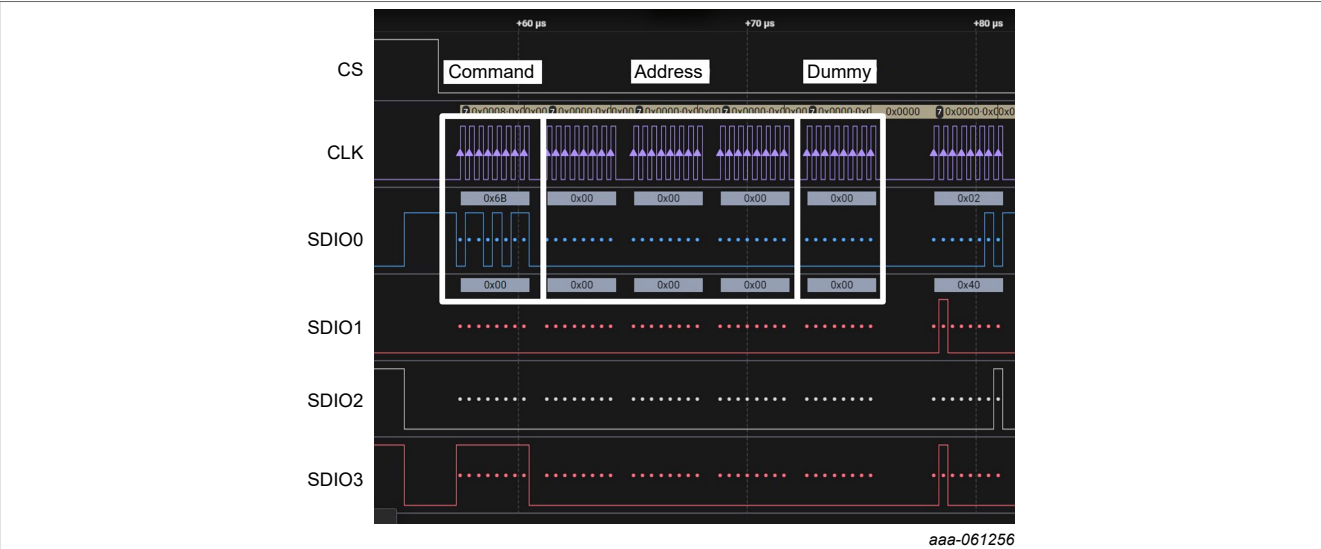 +60 µs +70 µs +80 µs
CS
Command Address Dummy
0x0000
CLK
0x6B 0x00 0x00 0x00 0x00 0x02
SDIO0
0x00 0x00 0x00 0x00 0x00 0x40
SDIO1
SDIO2
SDIO3
aaa-061256